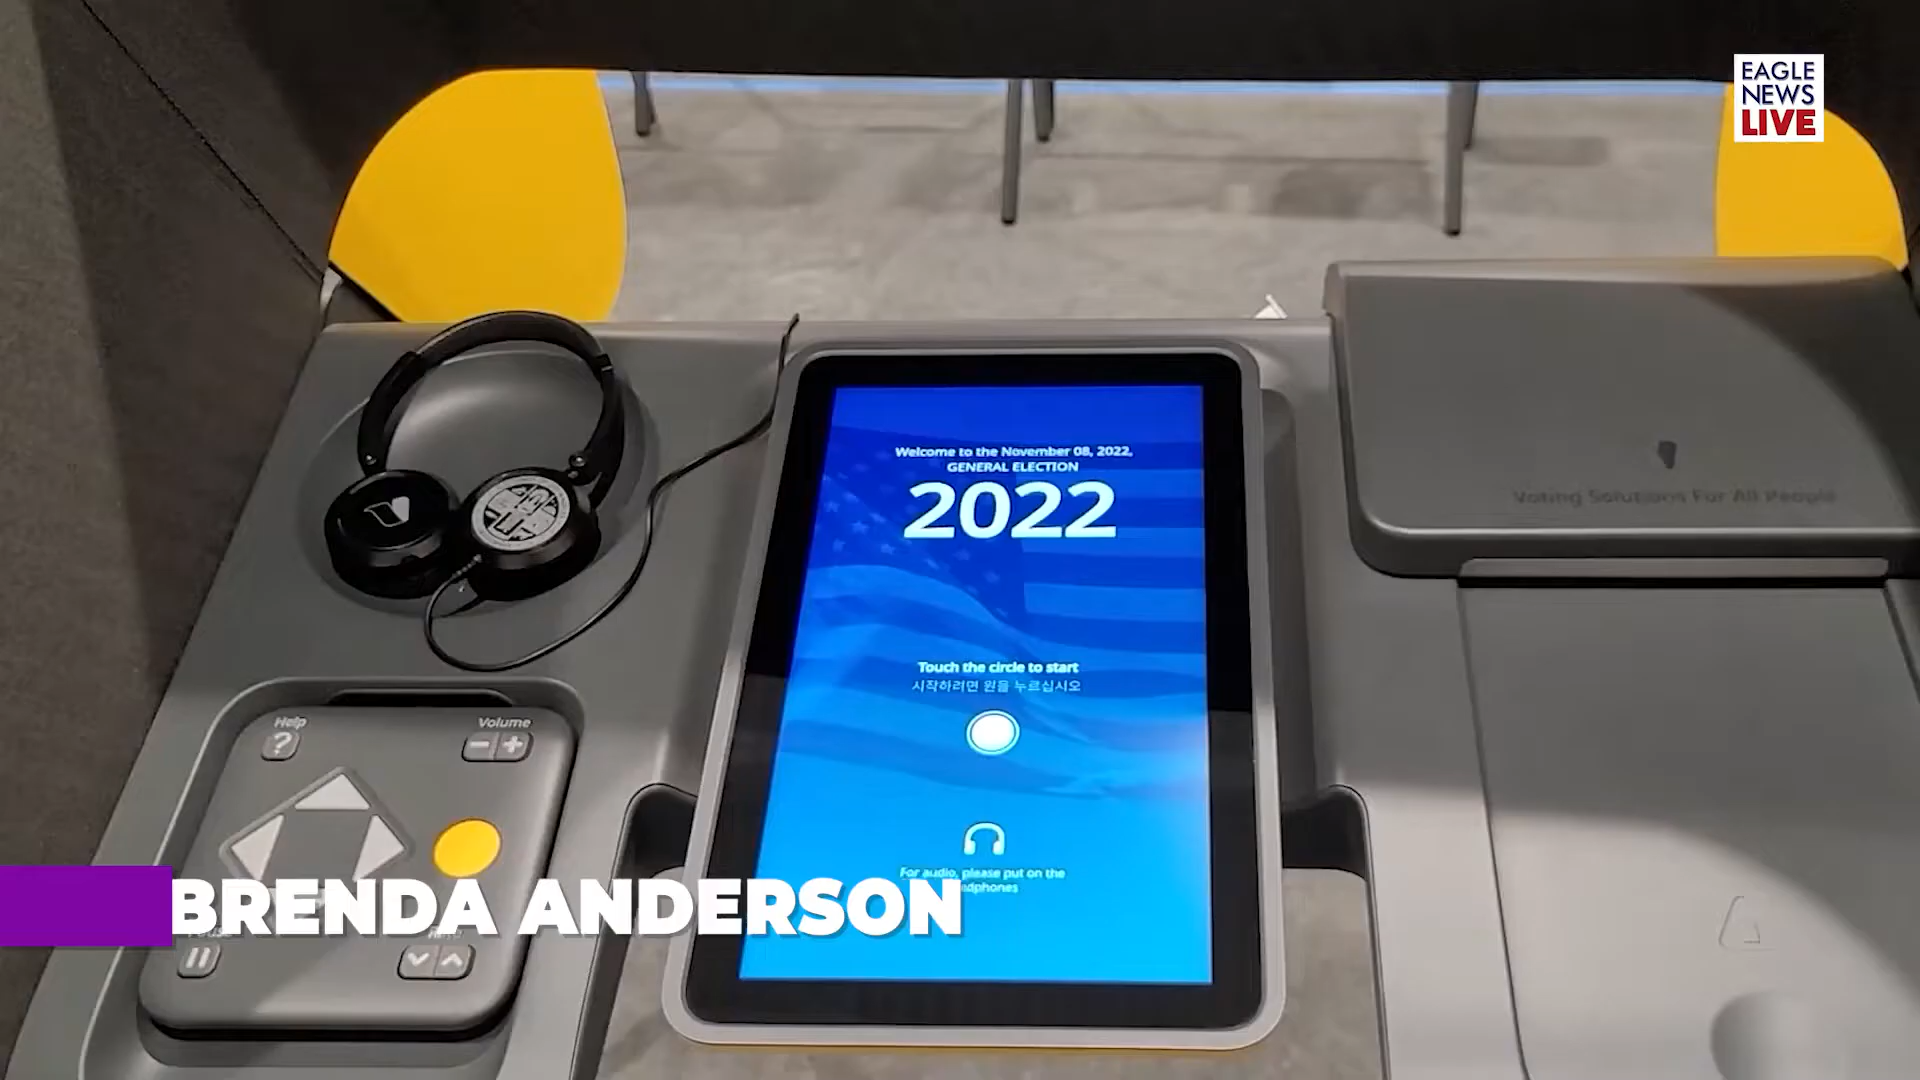 EAGLE
NEWS
LIVE
Welcome to the November 08, 2022,
GENERAL ELECTION
2022
Voting Solutions For All People
Touch the circle to start
시작하려면 원을 누르십시오
Help
?
Volume
- +
For audio, please put on the
BRENDA ANDERSON